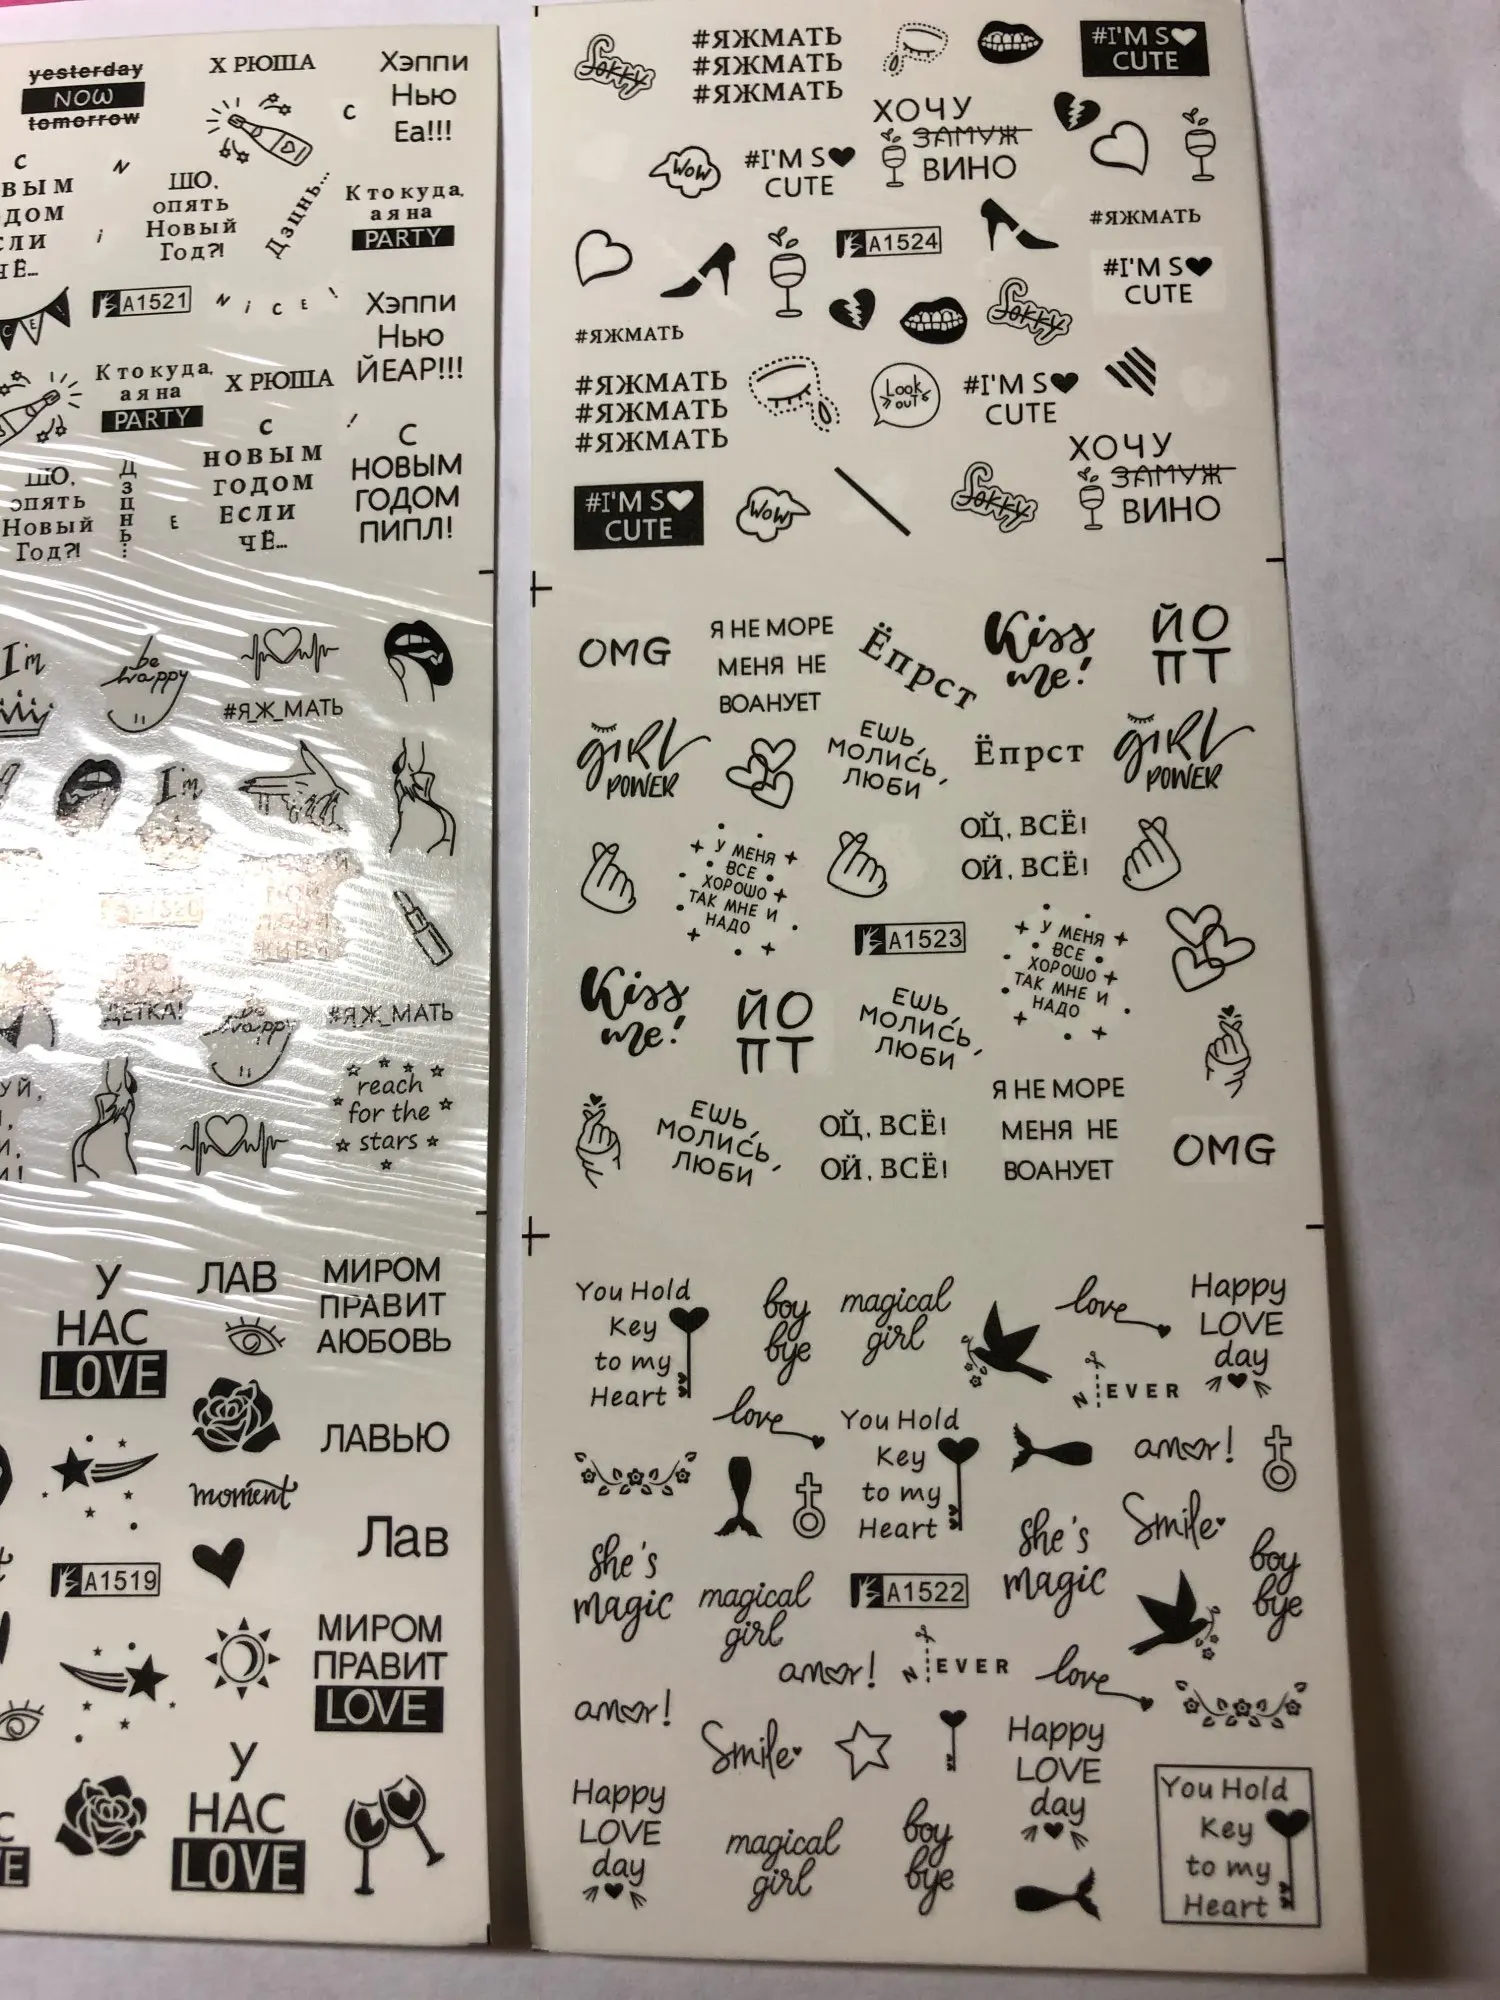 yesterday
NOW
tomorrow
Х РЮША
Хэппи
Нью
Еа!!!
с
С
ВЫМ
ДОМ
СЛИ
ЧЁ...
N
i
ШО,
опять
Новый
Год?!
Дзцнь...
Кто куда,
а я на
PARTY
C E !
A1521
N i C E !
Хэппи
Нью
ЙЕАР!!!
Кто куда,
а я на
PARTY
Х РЮША
!
ШО,
опять
Новый
Год?!
Дзцнь...
E
С
НОВЫМ
ГОДОМ
ЕСЛИ
ЧЁ...
С
НОВЫМ
ГОДОМ
ПИПЛ!
I'm
be
happy
#Я_Ж_МАТЬ
I'm
ЭТО
ДЕТКА!
be
happy
#Я_Ж_МАТЬ
УЙ,
И,
И!
reach
for the
stars
У
НАС
LOVE
ЛАВ
МИРОМ
ПРАВИТ
ЛЮБОВЬ
ЛАВЬЮ
moment
Лав
A1519
МИРОМ
ПРАВИТ
LOVE
С
E
У
НАС
LOVE
Sorry
#ЯЖМАТЬ
#ЯЖМАТЬ
#ЯЖМАТЬ
#I'M S
CUTE
WOW
#I'M S
CUTE
ХОЧУ
ЗАМУЖ
ВИНО
A1524
#ЯЖМАТЬ
#I'M S
CUTE
#ЯЖМАТЬ
Sorry
#ЯЖМАТЬ
#ЯЖМАТЬ
#ЯЖМАТЬ
Look
out
#I'M S
CUTE
#I'M S
CUTE
WOW
Sorry
ХОЧУ
ЗАМУЖ
ВИНО
OMG
Я НЕ МОРЕ
МЕНЯ НЕ
ВОЛНУЕТ
Ёпрст
Kiss
me!
ЙО
ПТ
GIRL
POWER
ЕШЬ,
МОЛИСЬ,
ЛЮБИ
Ёпрст
GIRL
POWER
У МЕНЯ
ВСЕ
ХОРОШО
ТАК МНЕ И
НАДО
ОЙ, ВСЁ!
ОЙ, ВСЁ!
A1523
У МЕНЯ
ВСЕ
ХОРОШО
ТАК МНЕ И
НАДО
Kiss
me!
ЙО
ПТ
ЕШЬ,
МОЛИСЬ,
ЛЮБИ
ЕШЬ,
МОЛИСЬ,
ЛЮБИ
ОЙ, ВСЁ!
ОЙ, ВСЁ!
Я НЕ МОРЕ
МЕНЯ НЕ
ВОЛНУЕТ
OMG
You Hold
Key
to my
Heart
boy
bye
magical
girl
love
Happy
LOVE
day
NEVER
love
You Hold
Key
to my
Heart
amor!
she's
magic
magical
girl
A1522
she's
magic
Smile
boy
bye
amor!
NEVER
love
amor!
Smile
Happy
LOVE
day
Happy
LOVE
day
magical
girl
boy
bye
You Hold
Key
to my
Heart